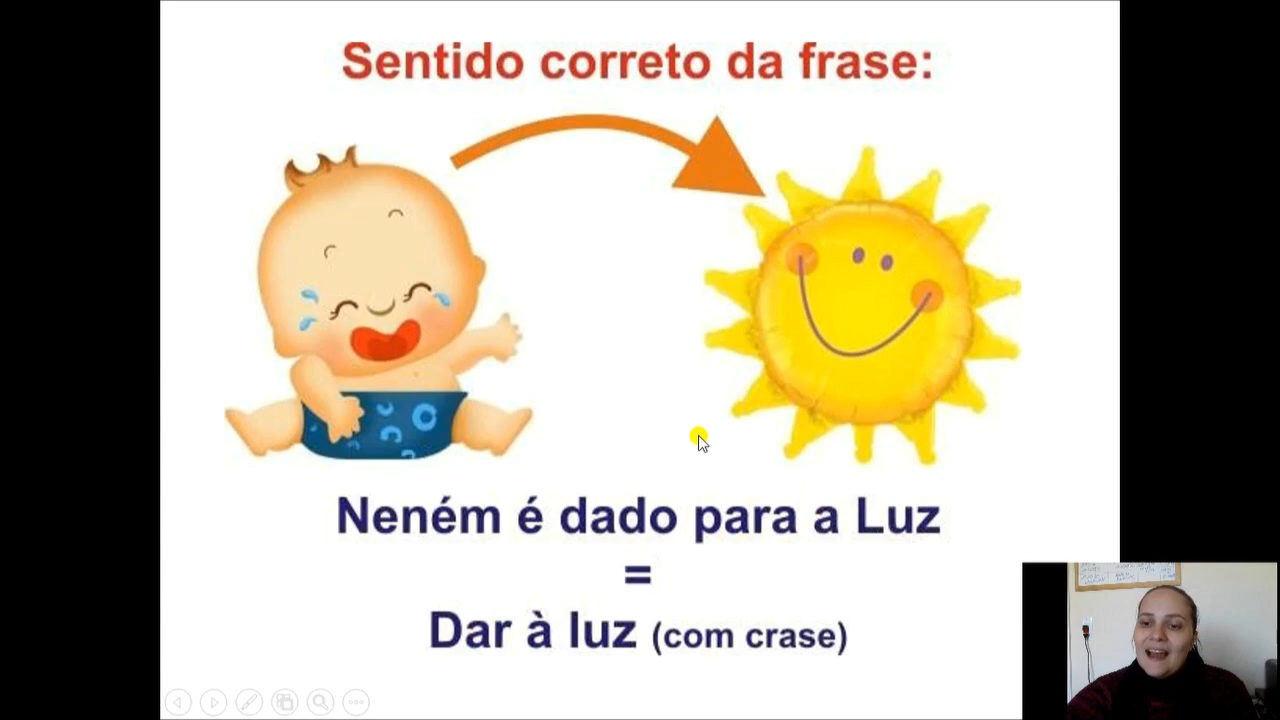 Sentido correto da frase:
Neném é dado para a Luz
=
Dar à luz (com crase)